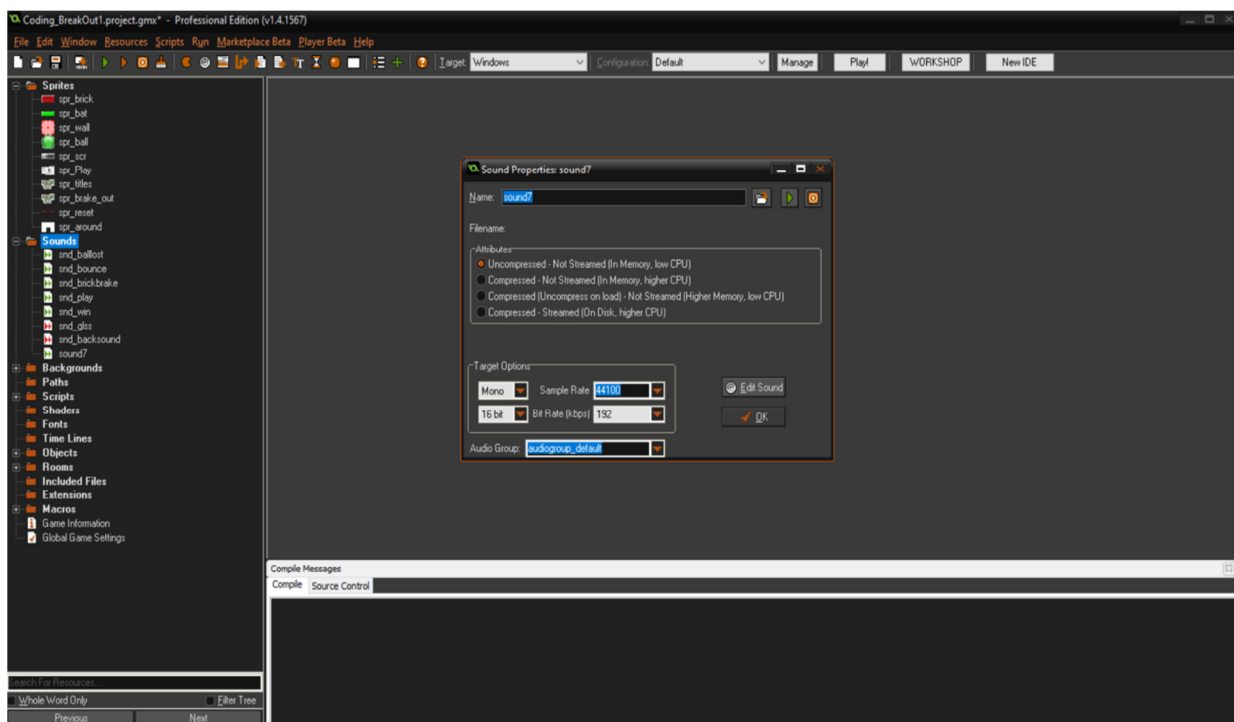 Coding_BreakOut1.project.gmx* - Professional Edition (v1.4.1567)
File Edit Window Resources Scripts Run Marketplace Beta Player Beta Help
Target: Windows Configuration: Default Manage Play! WORKSHOP New IDE
Sprites
spr_brick
spr_bat
spr_wall
spr_ball
spr_scr
spr_Play
spr_titles
spr_brake_out
spr_reset
spr_around
Sounds
snd_ballost
snd_bounce
snd_brickbrake
snd_play
snd_win
snd_glss
snd_backsound
sound7
Backgrounds
Paths
Scripts
Shaders
Fonts
Time Lines
Objects
Rooms
Included Files
Extensions
Macros
Game Information
Global Game Settings
Search For Resources...
Whole Word Only Filter Tree
Previous Next
Sound Properties: sound7
Name: sound7
Filename:
Attributes
Uncompressed - Not Streamed (In Memory, low CPU)
Compressed - Not Streamed (In Memory, higher CPU)
Compressed (Uncompress on load) - Not Streamed (Higher Memory, low CPU)
Compressed - Streamed (On Disk, higher CPU)
Target Options
Mono Sample Rate 44100
16 bit Bit Rate (kbps) 192
Edit Sound
OK
Audio Group: audiogroup_default
Compile Messages
Compile Source Control